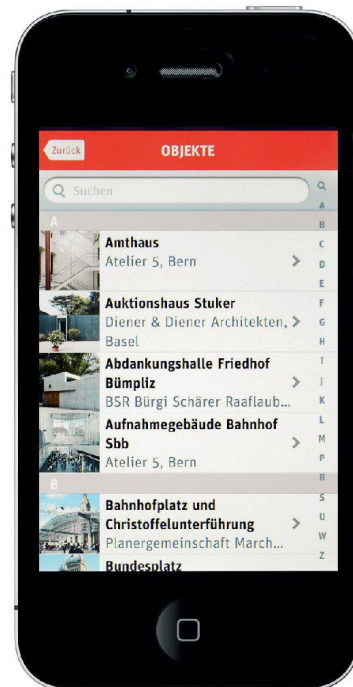 Zurück
OBJEKTE
Suchen
A
Amthaus
Atelier 5, Bern
Auktionshaus Stuker
Diener & Diener Architekten,
Basel
Abdankungshalle Friedhof
Bümpliz
BSR Bürgi Schärer Raaflaub...
Aufnahmegebäude Bahnhof
Sbb
Atelier 5, Bern
B
Bahnhofplatz und
Christoffelunterführung
Planergemeinschaft March...
Bundesplatz
A
B
C
D
E
F
G
H
I
J
K
L
M
P
R
S
U
W
Z